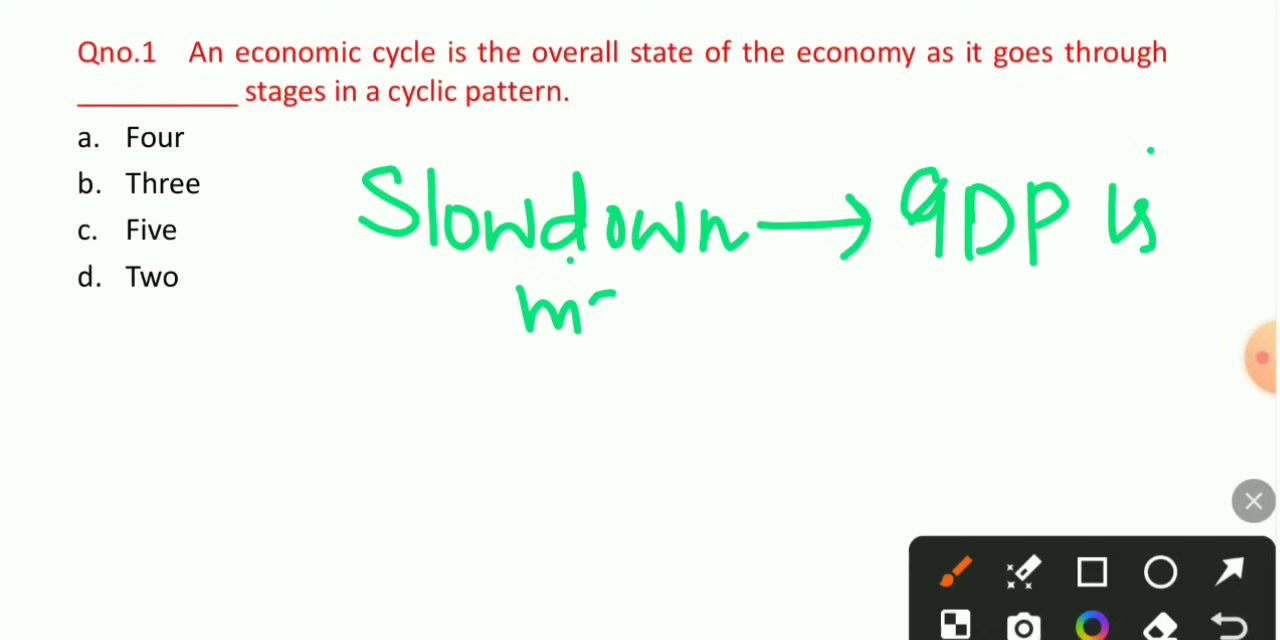 Qno.1 An economic cycle is the overall state of the economy as it goes through
__________ stages in a cyclic pattern.
a. Four
b. Three
c. Five
d. Two
Slowdown → GDP is